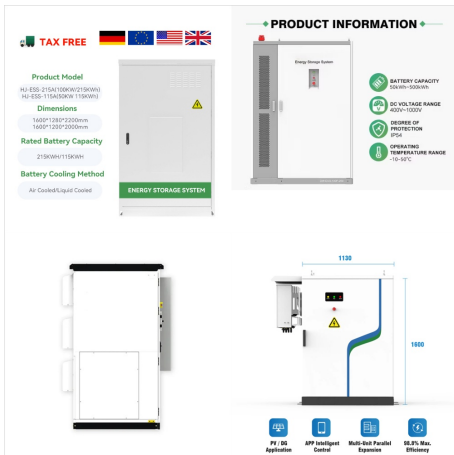 TAX FREE
Product Model
HJ-ESS-215A(100KW/215KWh)
HJ-ESS-115A(50KW 115KWh)
Dimensions
1600*1280*2200mm
1600*1200*2000mm
Rated Battery Capacity
215KWH/115KWH
Battery Cooling Method
Air Cooled/Liquid Cooled
ENERGY STORAGE SYSTEM
PRODUCT INFORMATION
Energy Storage System
BATTERY CAPACITY
50kWh~500kWh
DC VOLTAGE RANGE
400V~1000V
DEGREE OF
PROTECTION
IP54
OPERATING
TEMPERATURE RANGE
-10~50°C
1130
1600
PV / DG
Application
APP Intelligent
Control
Multi-Unit Parallel
Expansion
98.8% Max.
Efficiency